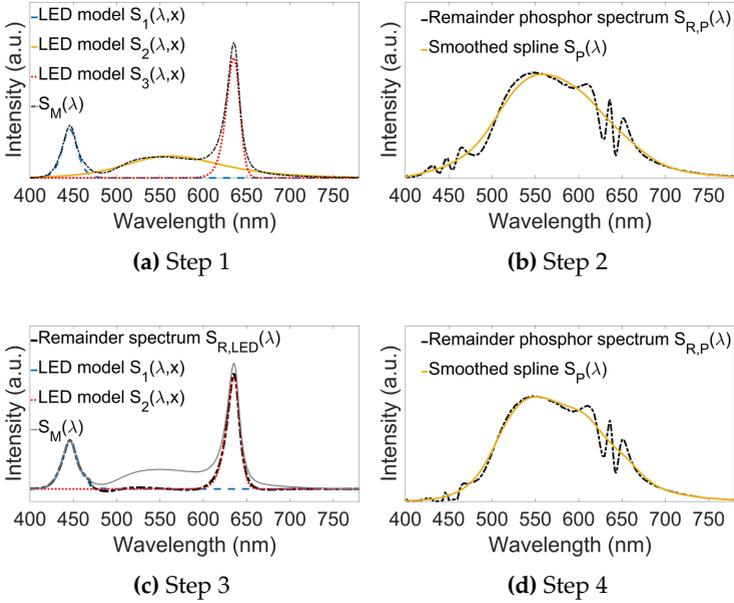 LED model S1(λ,x)
LED model S2(λ,x)
LED model S3(λ,x)
SM(λ)
Intensity (a.u.)
400 450 500 550 600 650 700 750
Wavelength (nm)
(a) Step 1
Remainder phosphor spectrum SR,P(λ)
Smoothed spline SP(λ)
Intensity (a.u.)
400 450 500 550 600 650 700 750
Wavelength (nm)
(b) Step 2
Remainder spectrum SR,LED(λ)
LED model S1(λ,x)
LED model S2(λ,x)
SM(λ)
Intensity (a.u.)
400 450 500 550 600 650 700 750
Wavelength (nm)
(c) Step 3
Remainder phosphor spectrum SR,P(λ)
Smoothed spline SP(λ)
Intensity (a.u.)
400 450 500 550 600 650 700 750
Wavelength (nm)
(d) Step 4